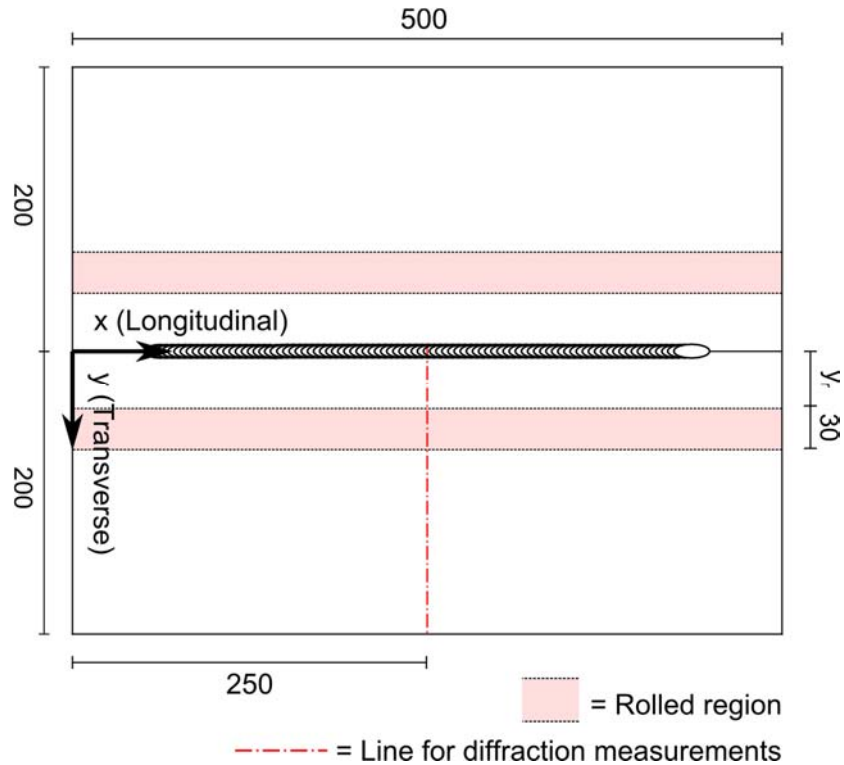 500
200
x (Longitudinal)
y (Transverse)
yr
30
200
250
= Rolled region
= Line for diffraction measurements